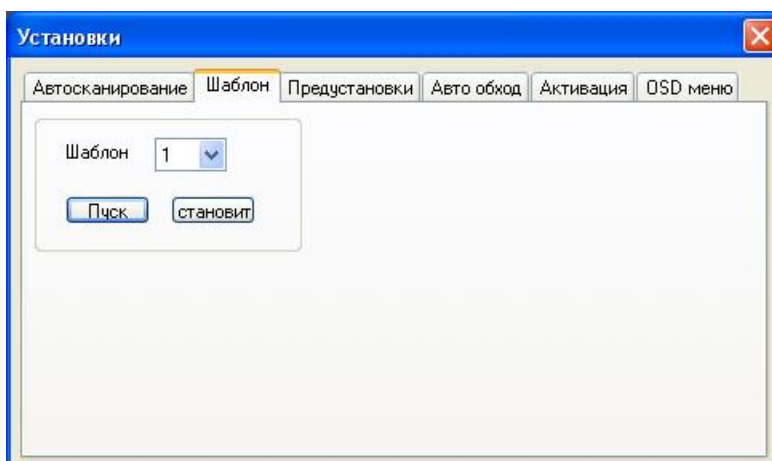 Установки
Автосканирование Шаблон Предустановки Авто обход Активация OSD меню
Шаблон 1
Пуск становит